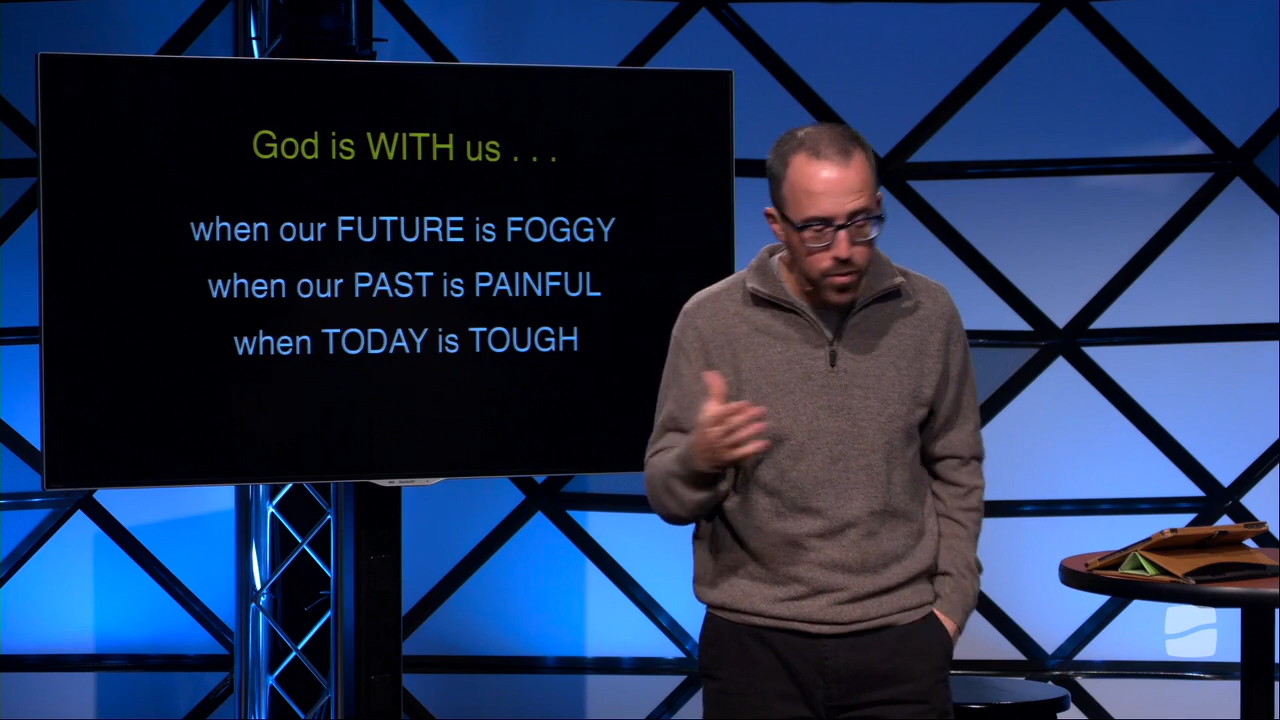 God is WITH us . . .
when our FUTURE is FOGGY
when our PAST is PAINFUL
when TODAY is TOUGH